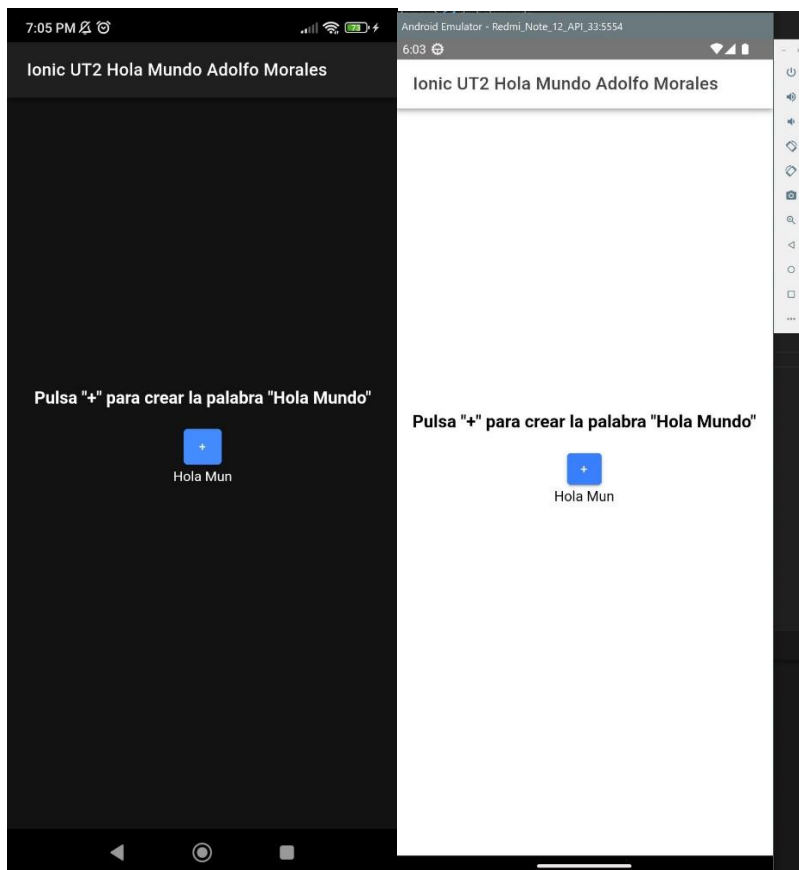 7:05 PM
73
Ionic UT2 Hola Mundo Adolfo Morales
Pulsa "+" para crear la palabra "Hola Mundo"
+
Hola Mun
Android Emulator - Redmi_Note_12_API_33:5554
6:03
Ionic UT2 Hola Mundo Adolfo Morales
Pulsa "+" para crear la palabra "Hola Mundo"
+
Hola Mun